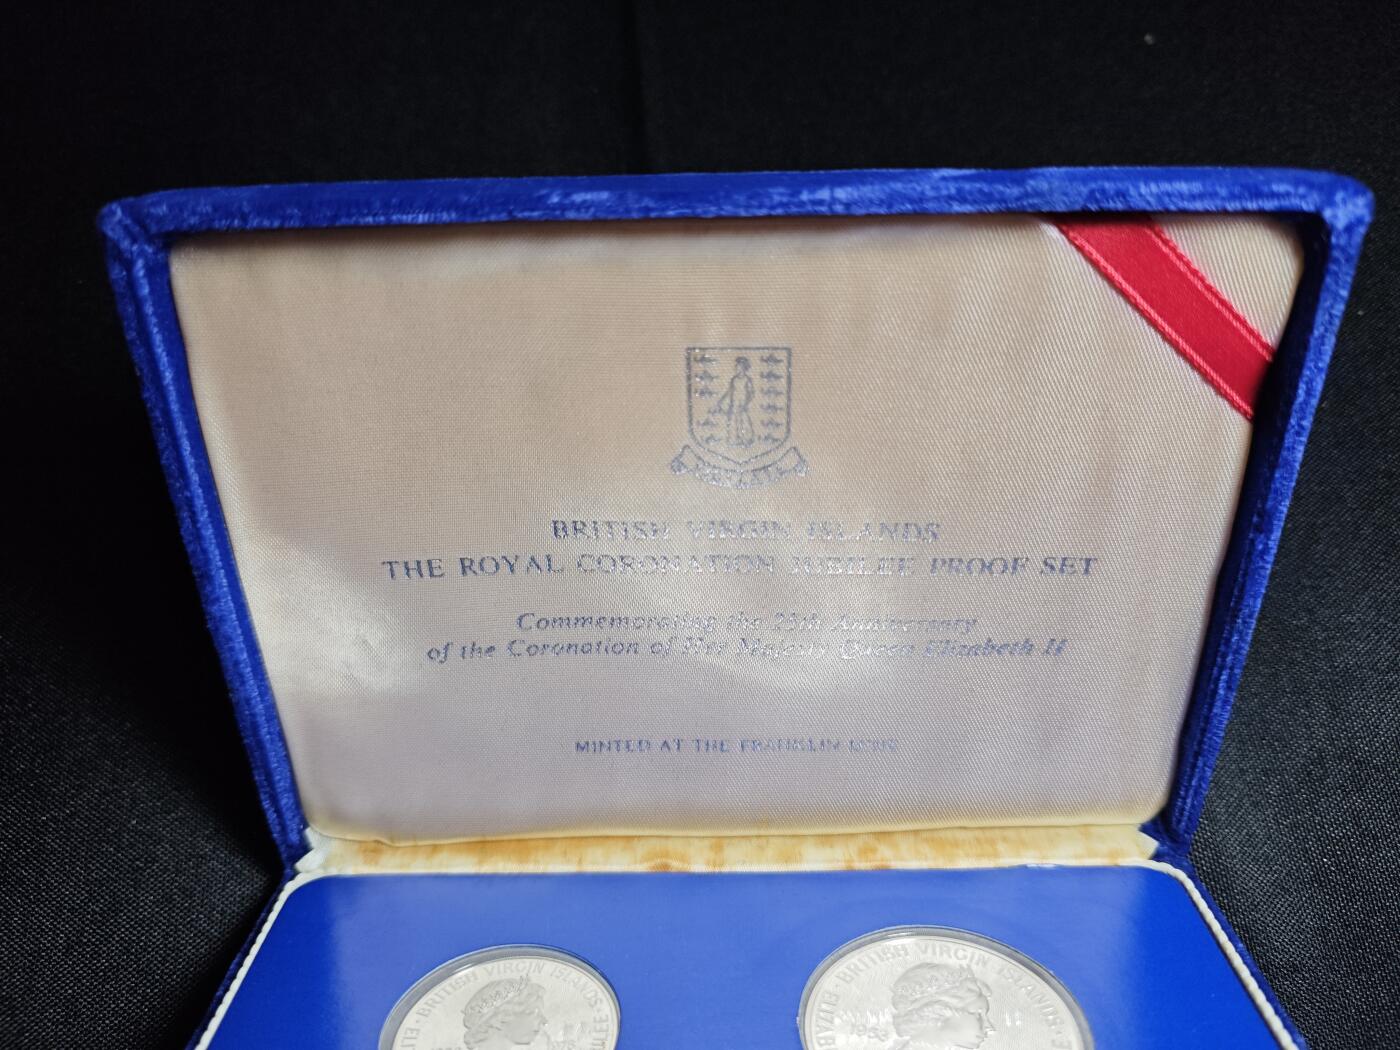 BRITISH VIRGIN ISLANDS
THE ROYAL CORONATION JUBILEE PROOF SET
Commemorating the 25th Anniversary
of the Coronation of Her Majesty Queen Elizabeth II
MINTED AT THE FRANKLIN MINT
BRITISH VIRGIN ISLANDS
BRITISH VIRGIN ISLANDS